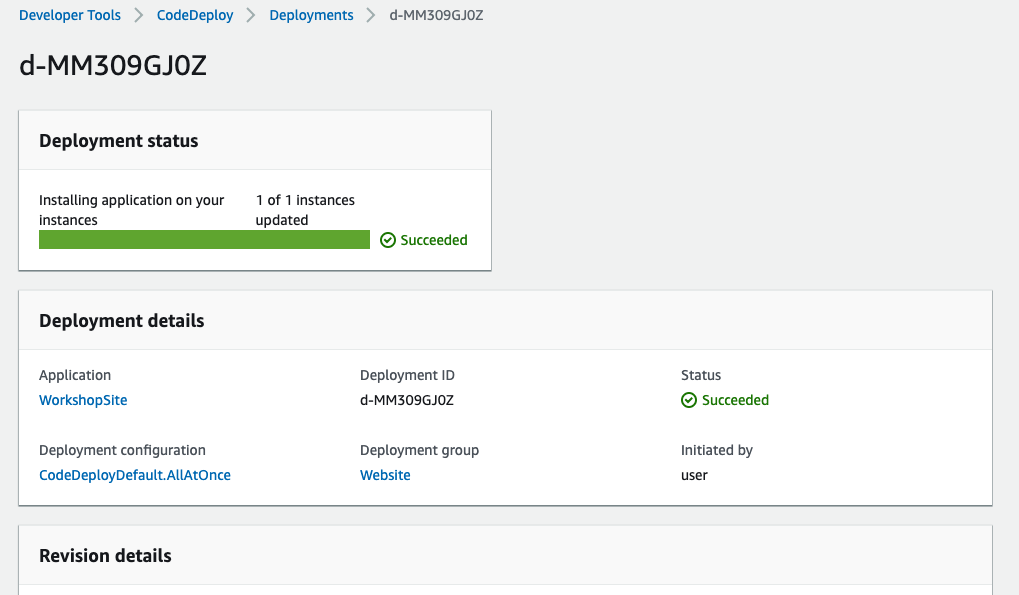 Developer Tools CodeDeploy Deployments d-MM309GJ0Z
d-MM309GJ0Z
Deployment status
Installing application on your instances
1 of 1 instances updated
Succeeded
Deployment details
Application Deployment ID Status
WorkshopSite d-MM309GJ0Z Succeeded
Deployment configuration Deployment group Initiated by
CodeDeployDefault.AllAtOnce Website user
Revision details